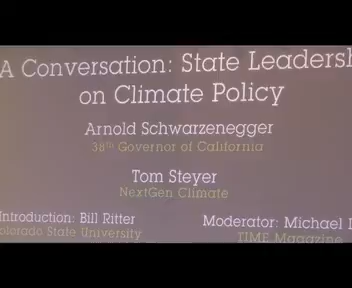 A Conversation: State Leadersh
on Climate Policy
Arnold Schwarzenegger
38th Governor of California
Tom Steyer
NextGen Climate
Introduction: Bill Ritter
Moderator: Michael
olorado State University
TIME Magazine